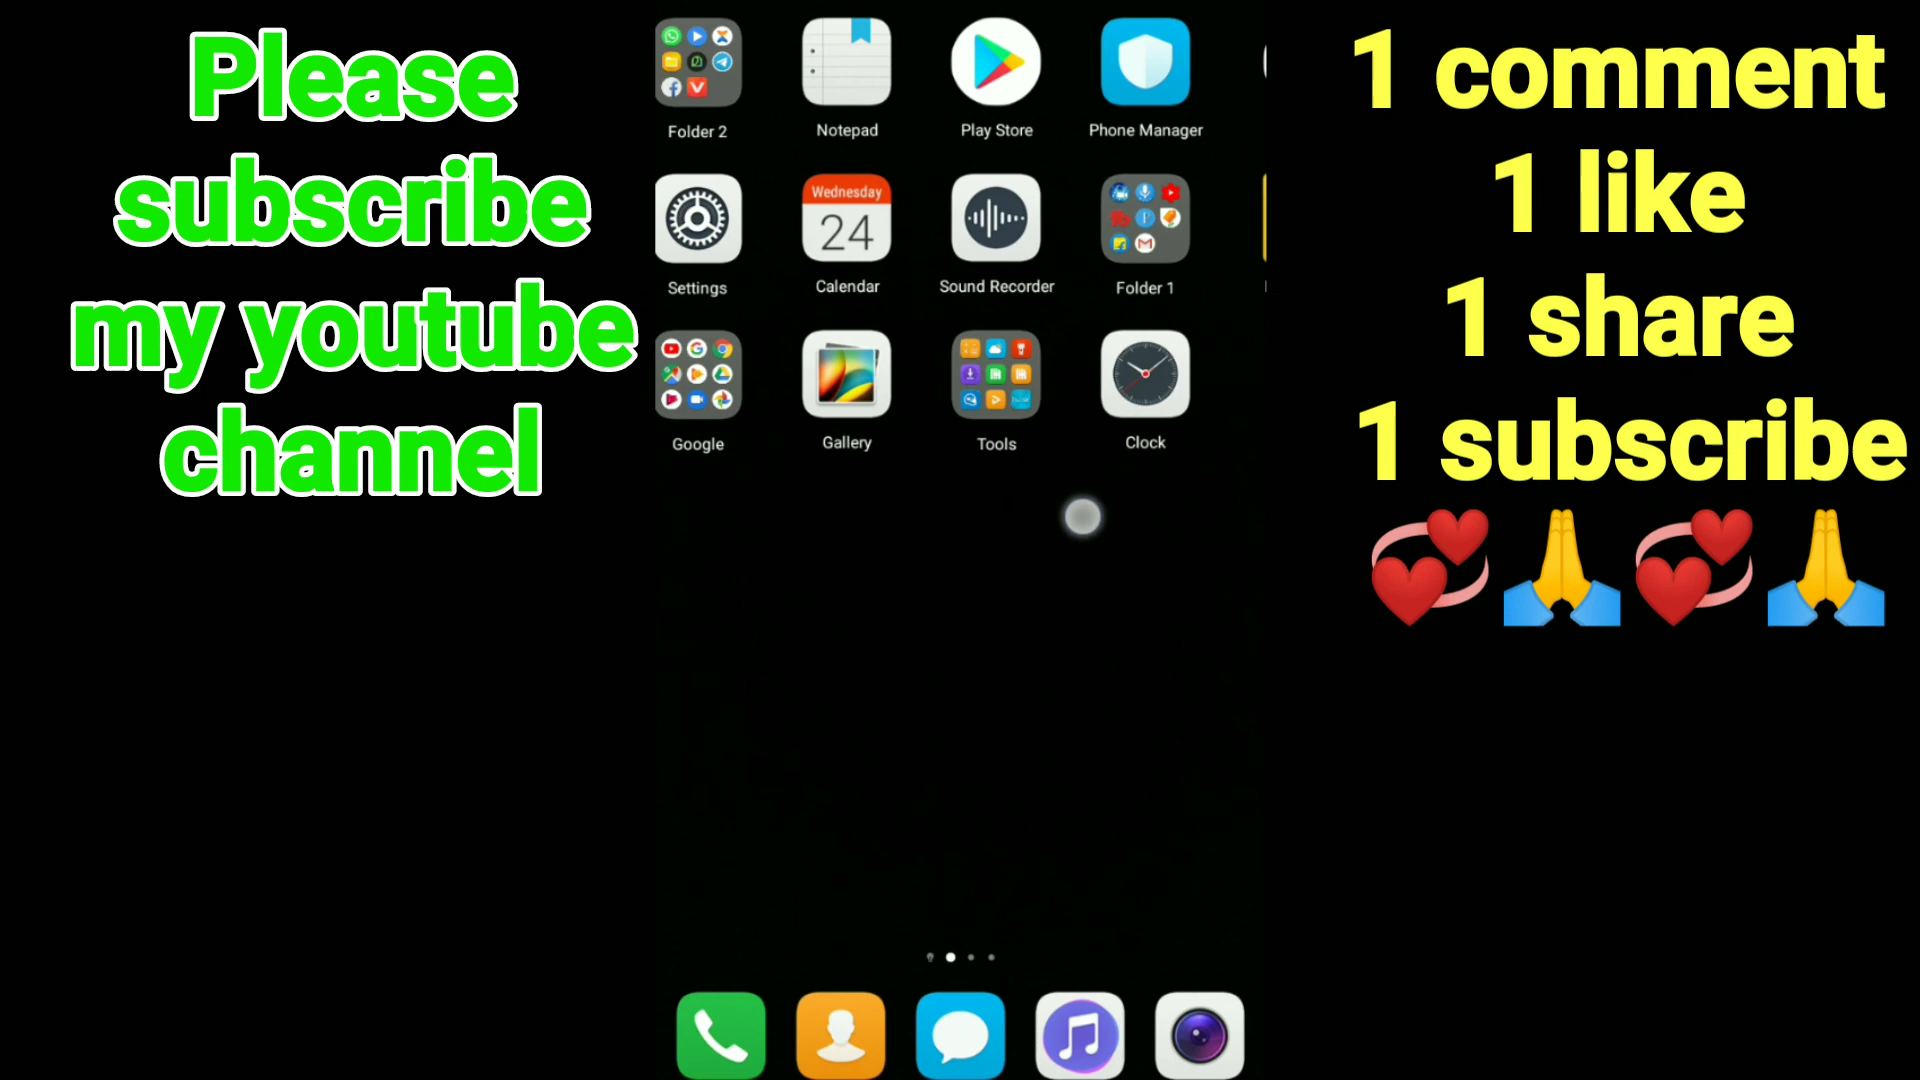 Please
subscribe
my youtube
channel
Folder 2
Notepad
Play Store
Phone Manager
Wednesday
24
Settings
Calendar
Sound Recorder
Folder 1
Google
Gallery
Tools
Clock
1 comment
1 like
1 share
1 subscribe
💞🙏💞🙏